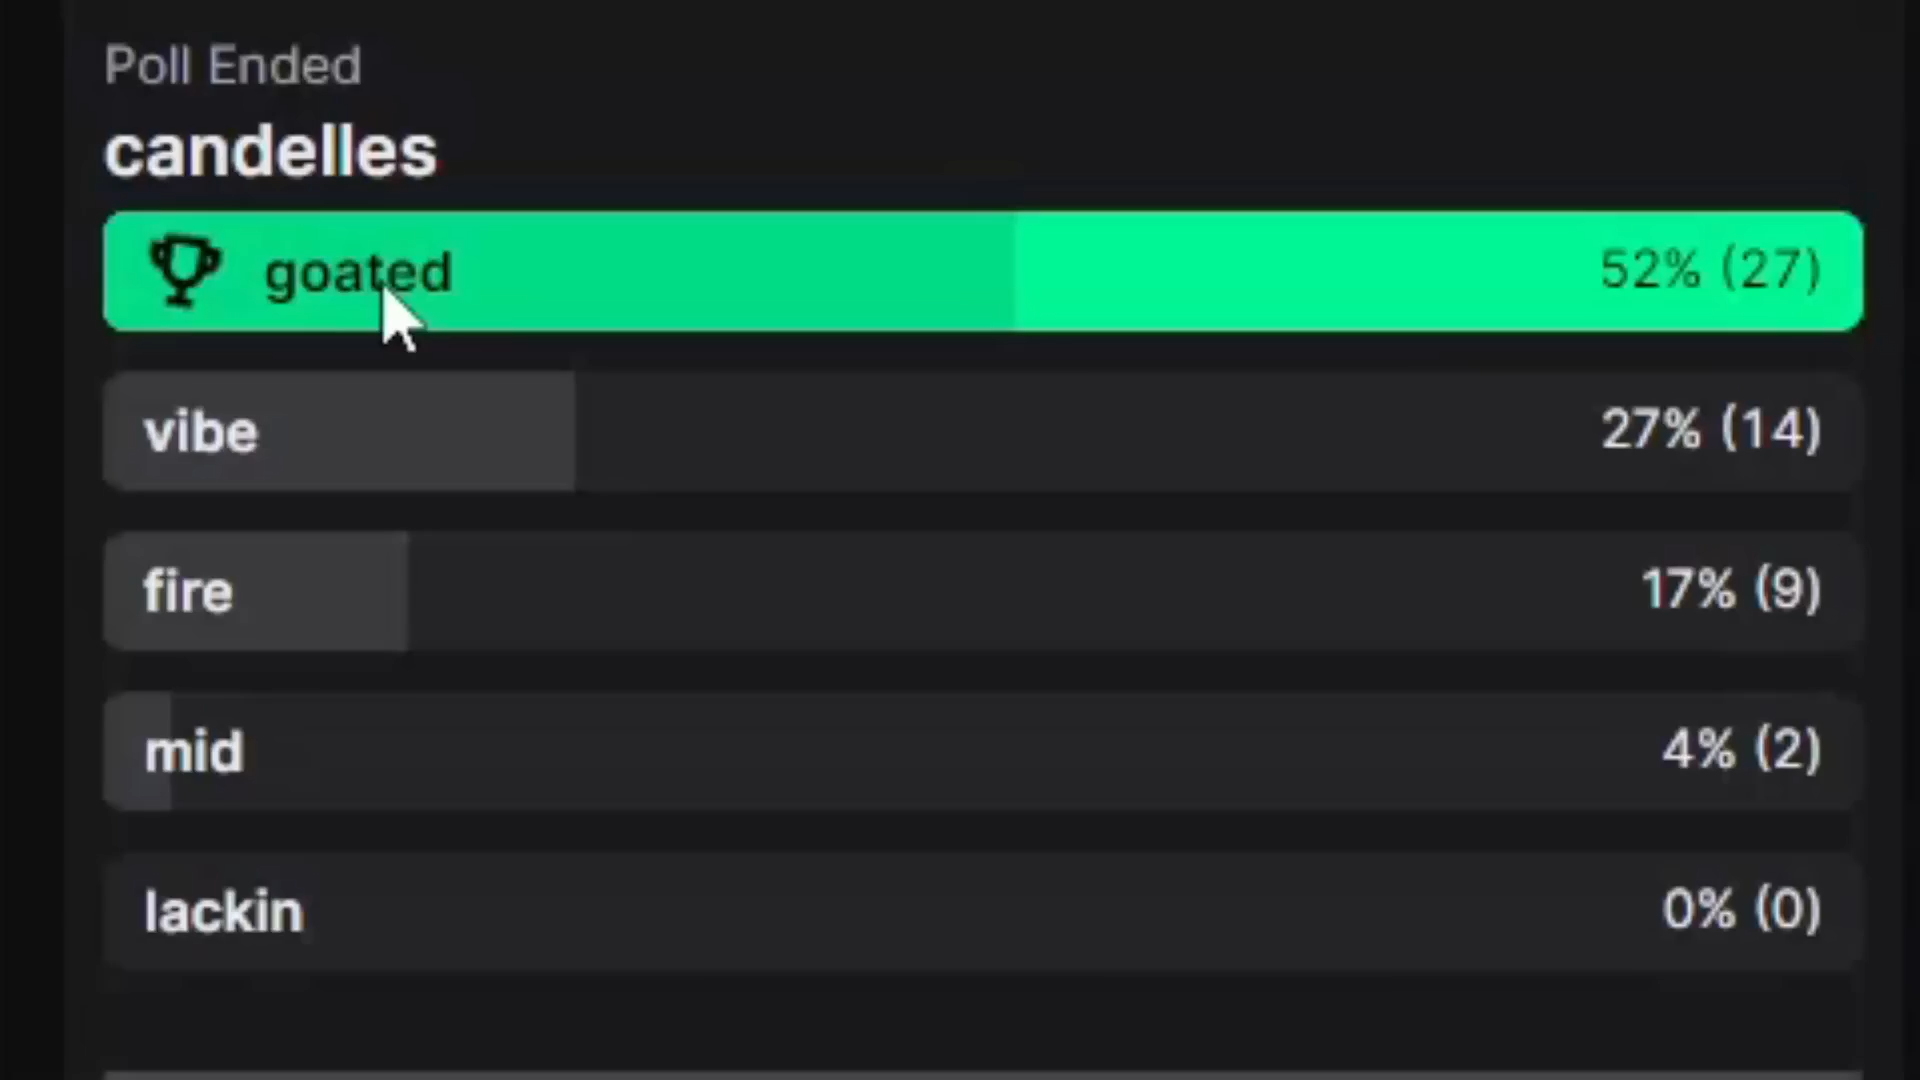 Poll Ended
candelles
goated 52% (27)
vibe 27% (14)
fire 17% (9)
mid 4% (2)
lackin 0% (0)